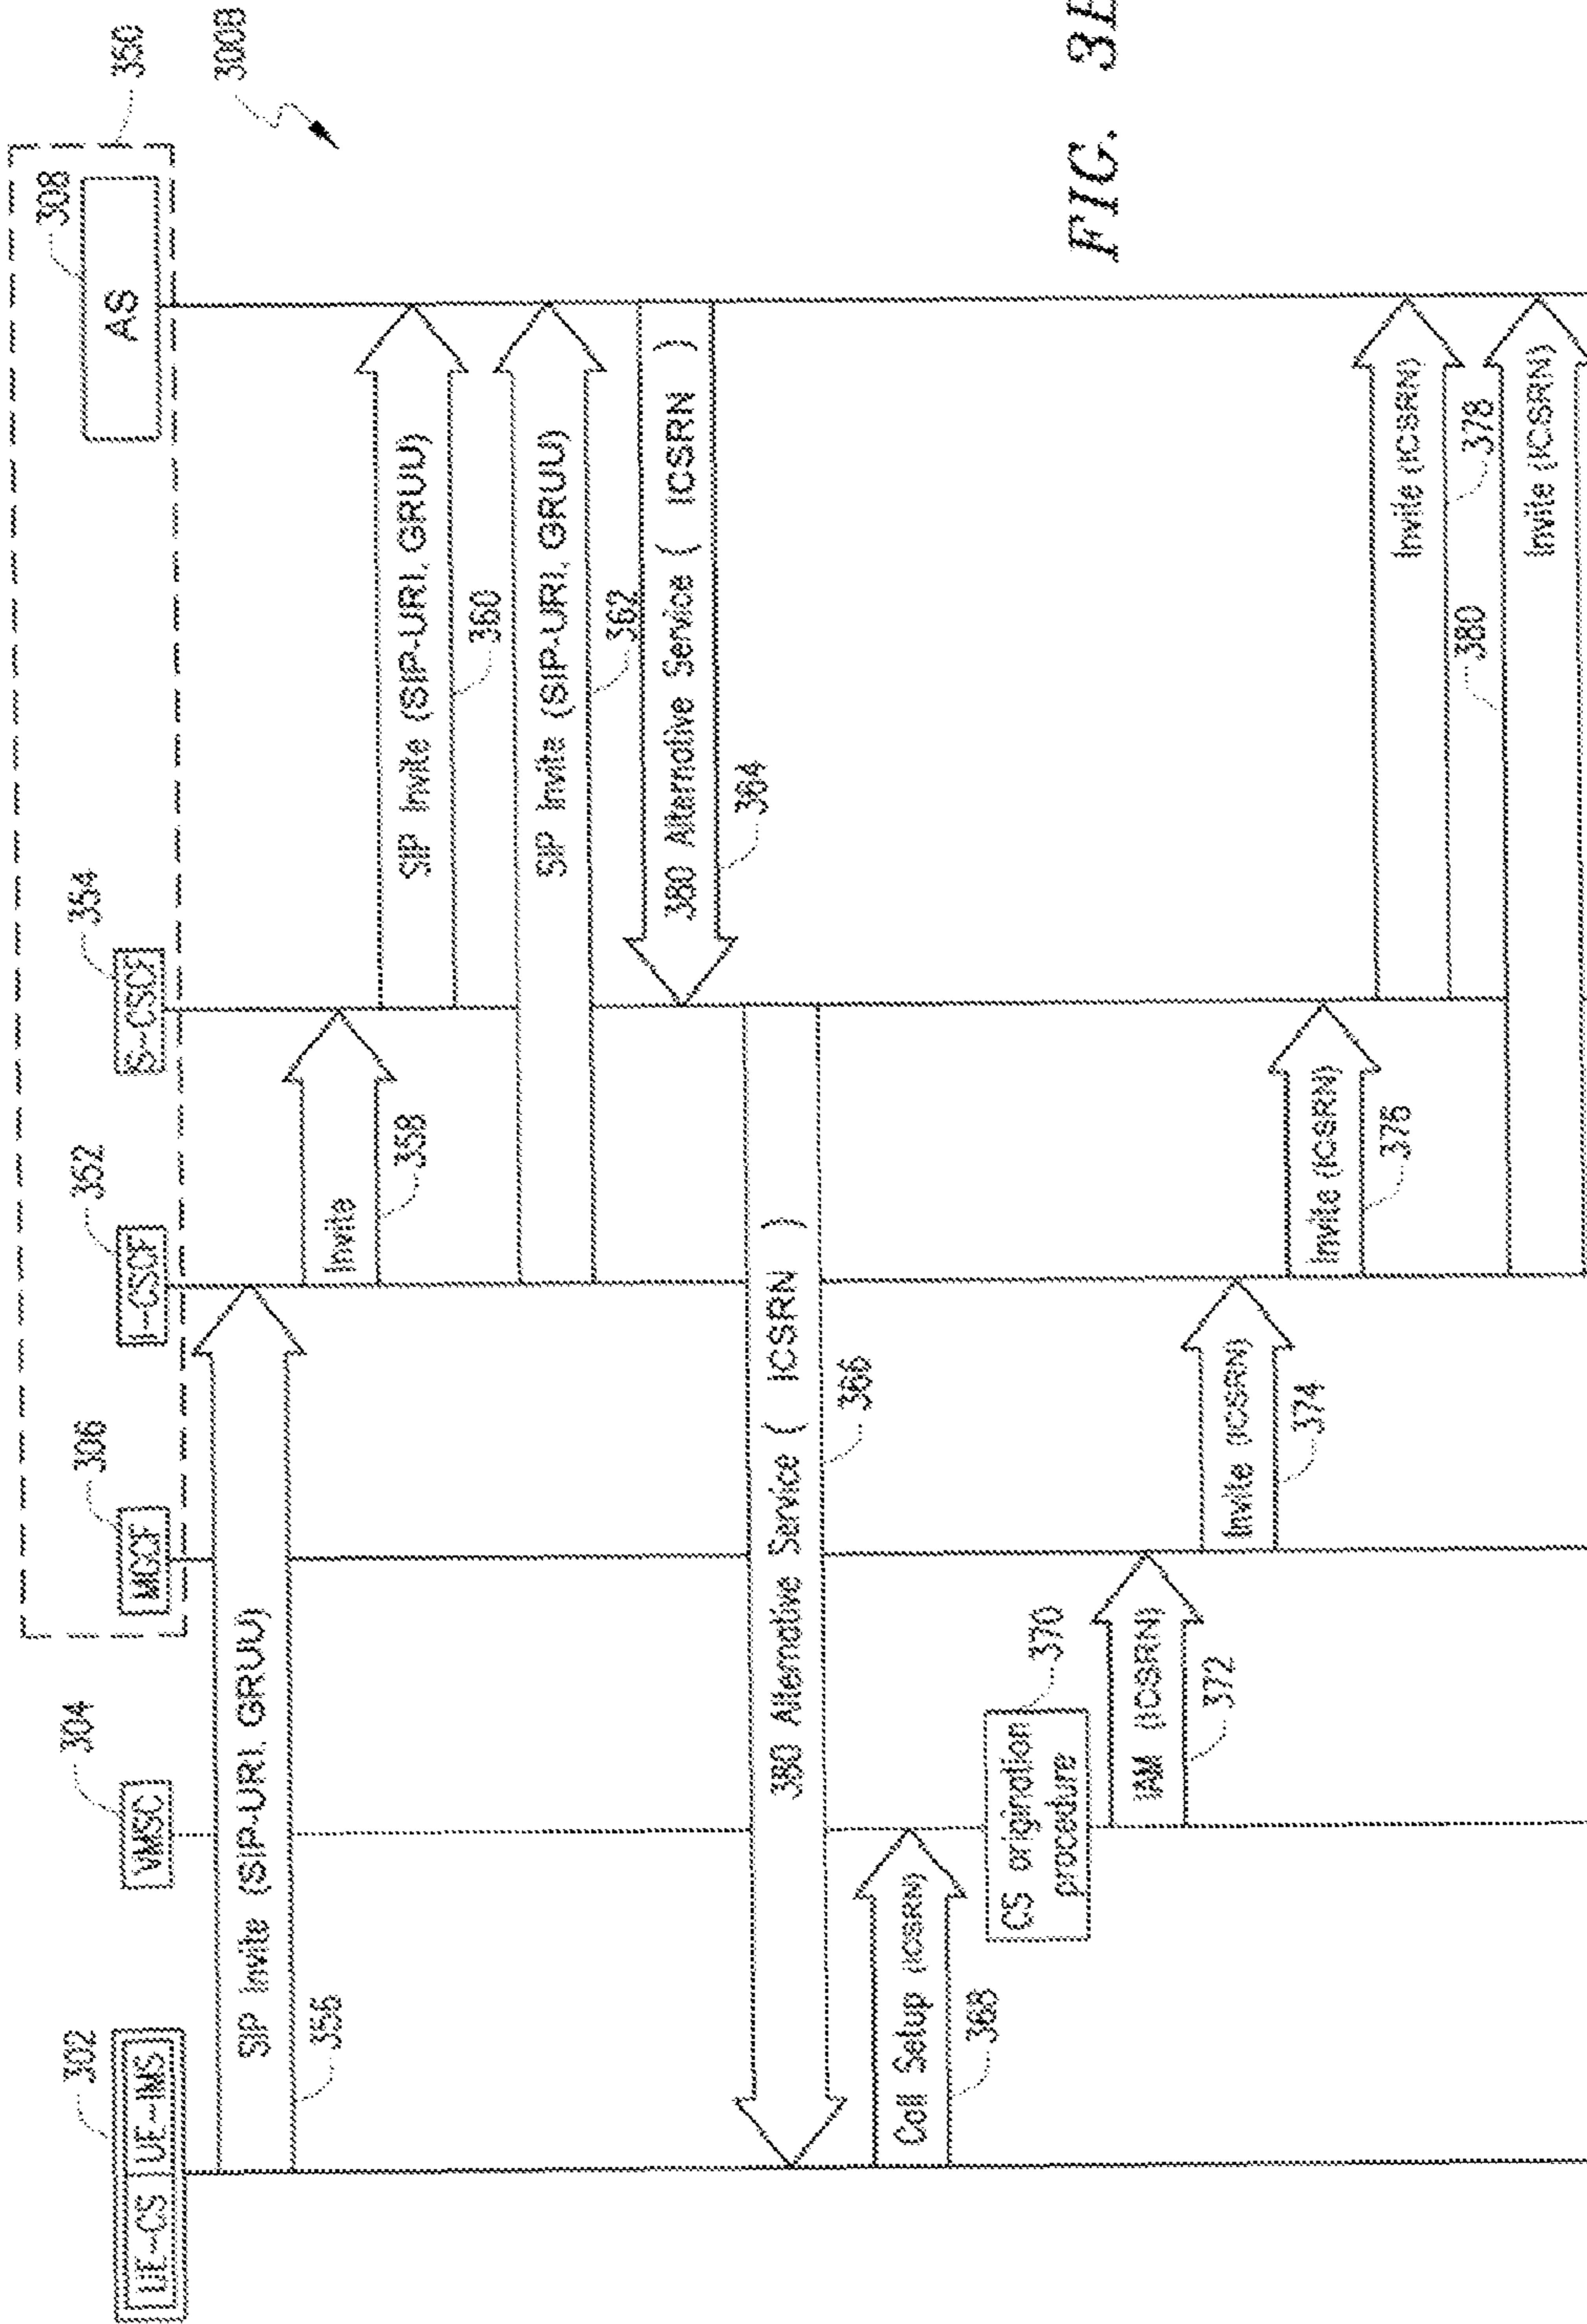 350
300B
308
AS
354
S-CSCF
352
I-CSCF
306
MGCF
304
VMSC
302
UE-CS
UE-IMS
SIP Invite (SIP-URI, GRUU)
356
Invite
358
SIP Invite (SIP-URI, GRUU)
360
SIP Invite (SIP-URI, GRUU)
362
380 Alternative Service ( ICSRN )
364
380 Alternative Service ( ICSRN )
366
Call Setup (ICSRN)
368
CS origination
procedure
370
IAM (ICSRN)
372
Invite (ICSRN)
374
Invite (ICSRN)
376
Invite (ICSRN)
378
380
Invite (ICSRN)
FIG.